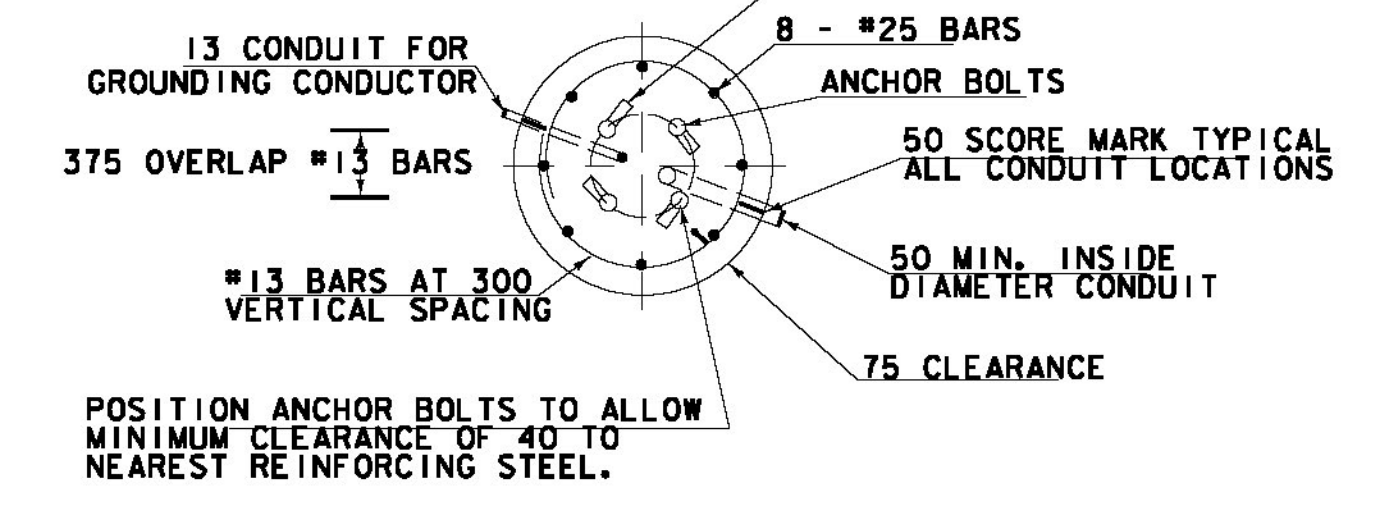 8 - #25 BARS
13 CONDUIT FOR
GROUNDING CONDUCTOR
ANCHOR BOLTS
375 OVERLAP #13 BARS
50 SCORE MARK TYPICAL
ALL CONDUIT LOCATIONS
50 MIN. INSIDE
DIAMETER CONDUIT
#13 BARS AT 300
VERTICAL SPACING
75 CLEARANCE
POSITION ANCHOR BOLTS TO ALLOW
MINIMUM CLEARANCE OF 40 TO
NEAREST REINFORCING STEEL.